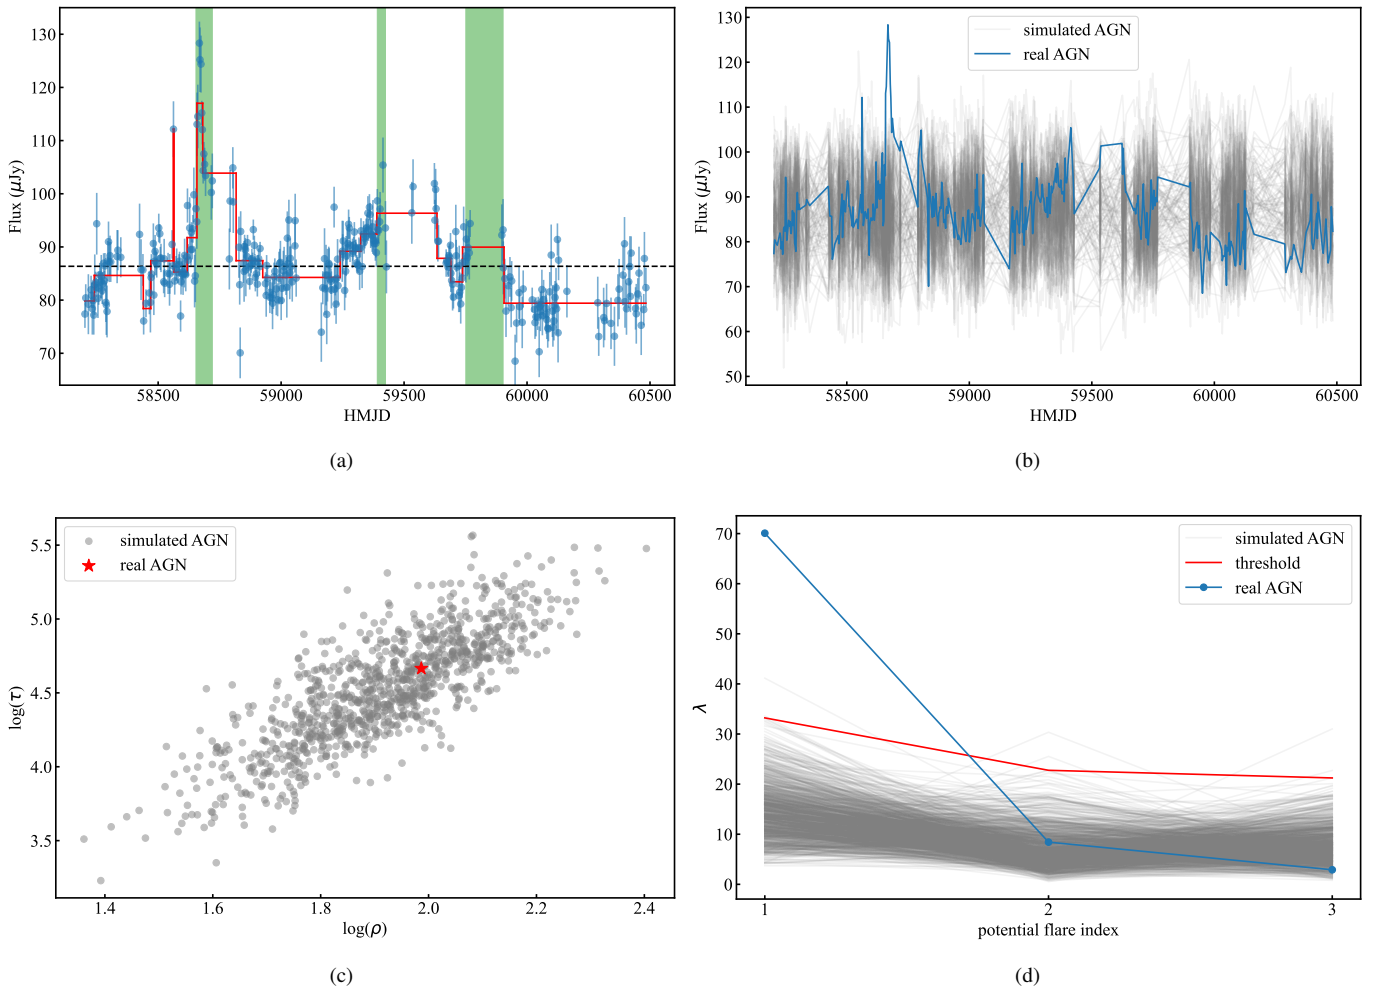 130
120
110
100
90
80
70
Flux (μJy)
58500 59000 59500 60000 60500
HMJD
(a)
130
120
110
100
90
80
70
60
50
Flux (μJy)
simulated AGN
real AGN
58500 59000 59500 60000 60500
HMJD
(b)
simulated AGN
real AGN
5.5
5.0
4.5
4.0
3.5
log(τ)
1.4 1.6 1.8 2.0 2.2 2.4
log(ρ)
(c)
70
60
50
40
30
20
10
0
λ
simulated AGN
threshold
real AGN
1 2 3
potential flare index
(d)